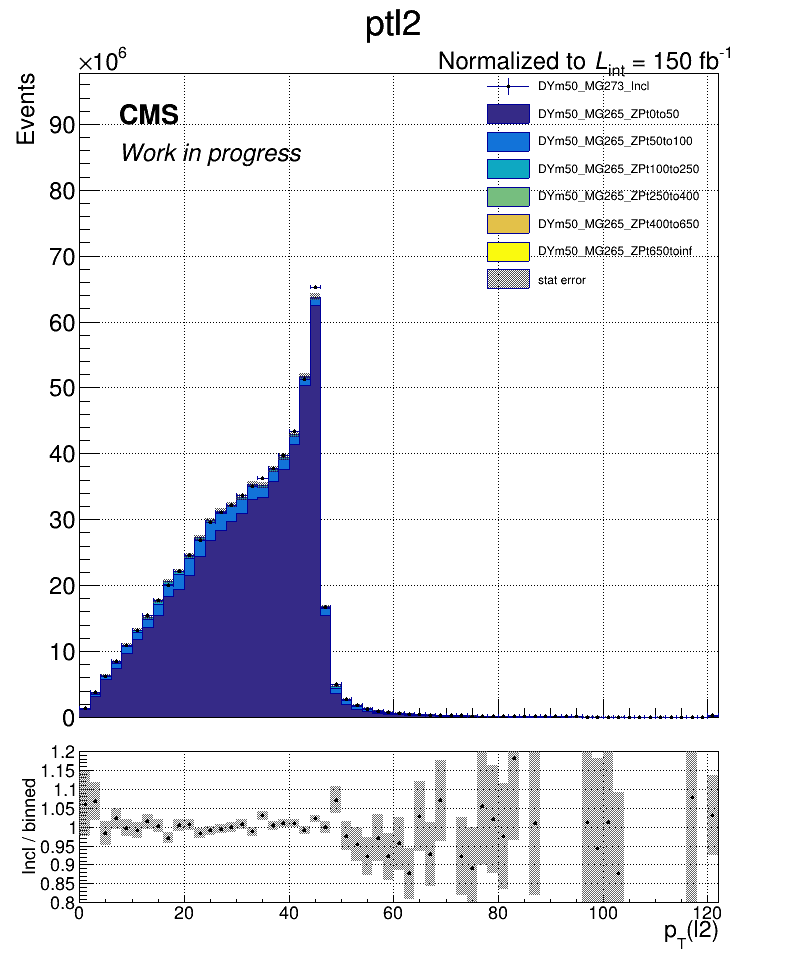 ptl2
×10⁶
Normalized to L_int = 150 fb⁻¹
Events
CMS
Work in progress
DYm50_MG273_Incl
DYm50_MG265_ZPt0to50
DYm50_MG265_ZPt50to100
DYm50_MG265_ZPt100to250
DYm50_MG265_ZPt250to400
DYm50_MG265_ZPt400to650
DYm50_MG265_ZPt650toinf
stat error
90
80
70
60
50
40
30
20
10
0
Incl / binned
1.2
1.15
1.1
1.05
1
0.95
0.9
0.85
0.8
0 20 40 60 80 100 120
p_T(l2)